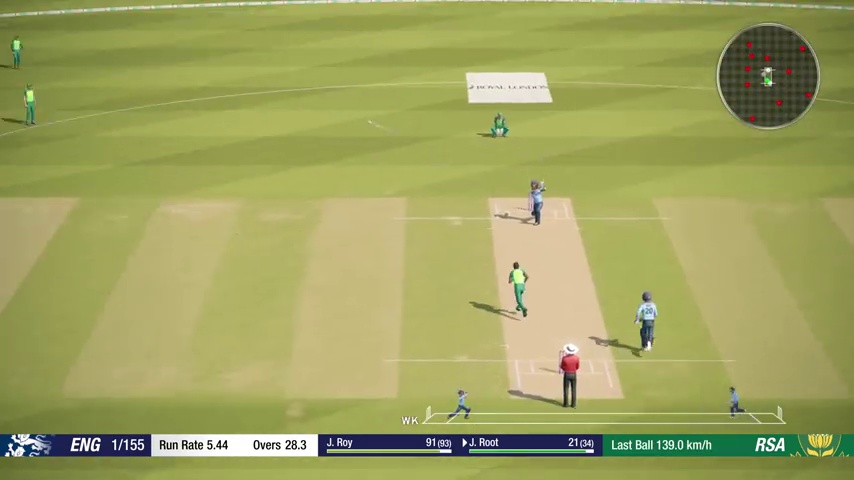 ROYAL LONDON
20
WK
ENG 1/155 Run Rate 5.44 Overs 28.3 J. Roy 91 (93) J. Root 21 (34) Last Ball 139.0 km/h RSA